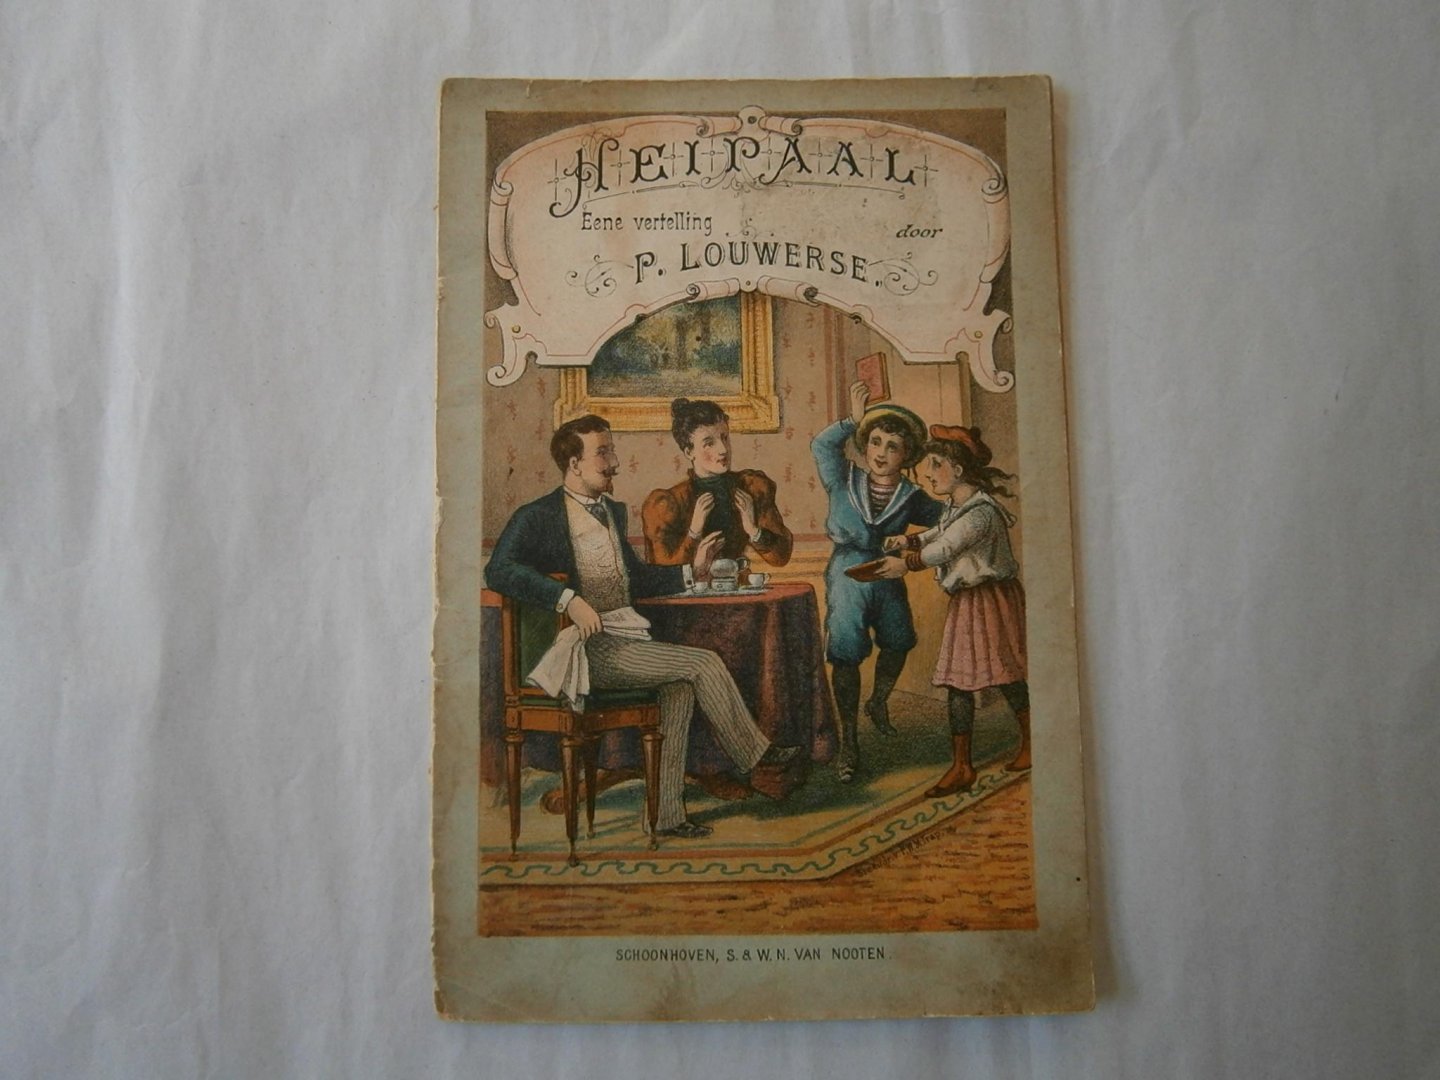 HEIPAAL
Eene vertelling door
P. LOUWERSE.
SCHOONHOVEN, S. & W. N. VAN NOOTEN.